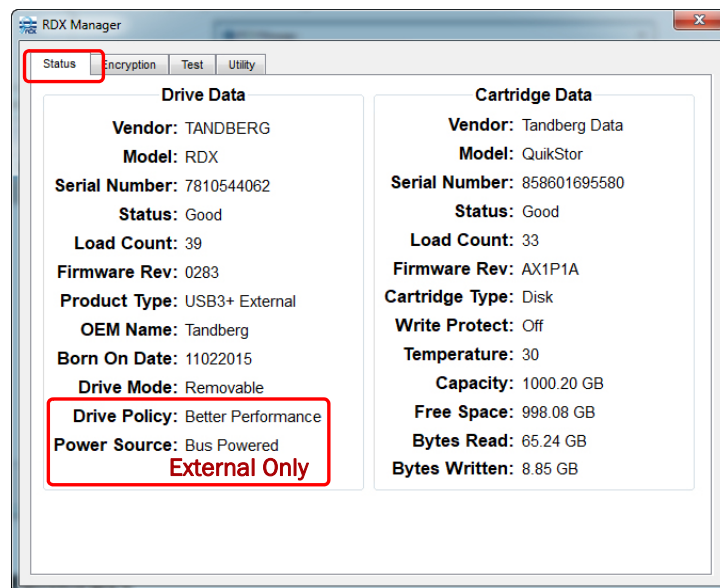 RDX Manager
Status Encryption Test Utility
Drive Data
Vendor: TANDBERG
Model: RDX
Serial Number: 7810544062
Status: Good
Load Count: 39
Firmware Rev: 0283
Product Type: USB3+ External
OEM Name: Tandberg
Born On Date: 11022015
Drive Mode: Removable
Drive Policy: Better Performance
Power Source: Bus Powered
External Only
Cartridge Data
Vendor: Tandberg Data
Model: QuikStor
Serial Number: 858601695580
Status: Good
Load Count: 33
Firmware Rev: AX1P1A
Cartridge Type: Disk
Write Protect: Off
Temperature: 30
Capacity: 1000.20 GB
Free Space: 998.08 GB
Bytes Read: 65.24 GB
Bytes Written: 8.85 GB